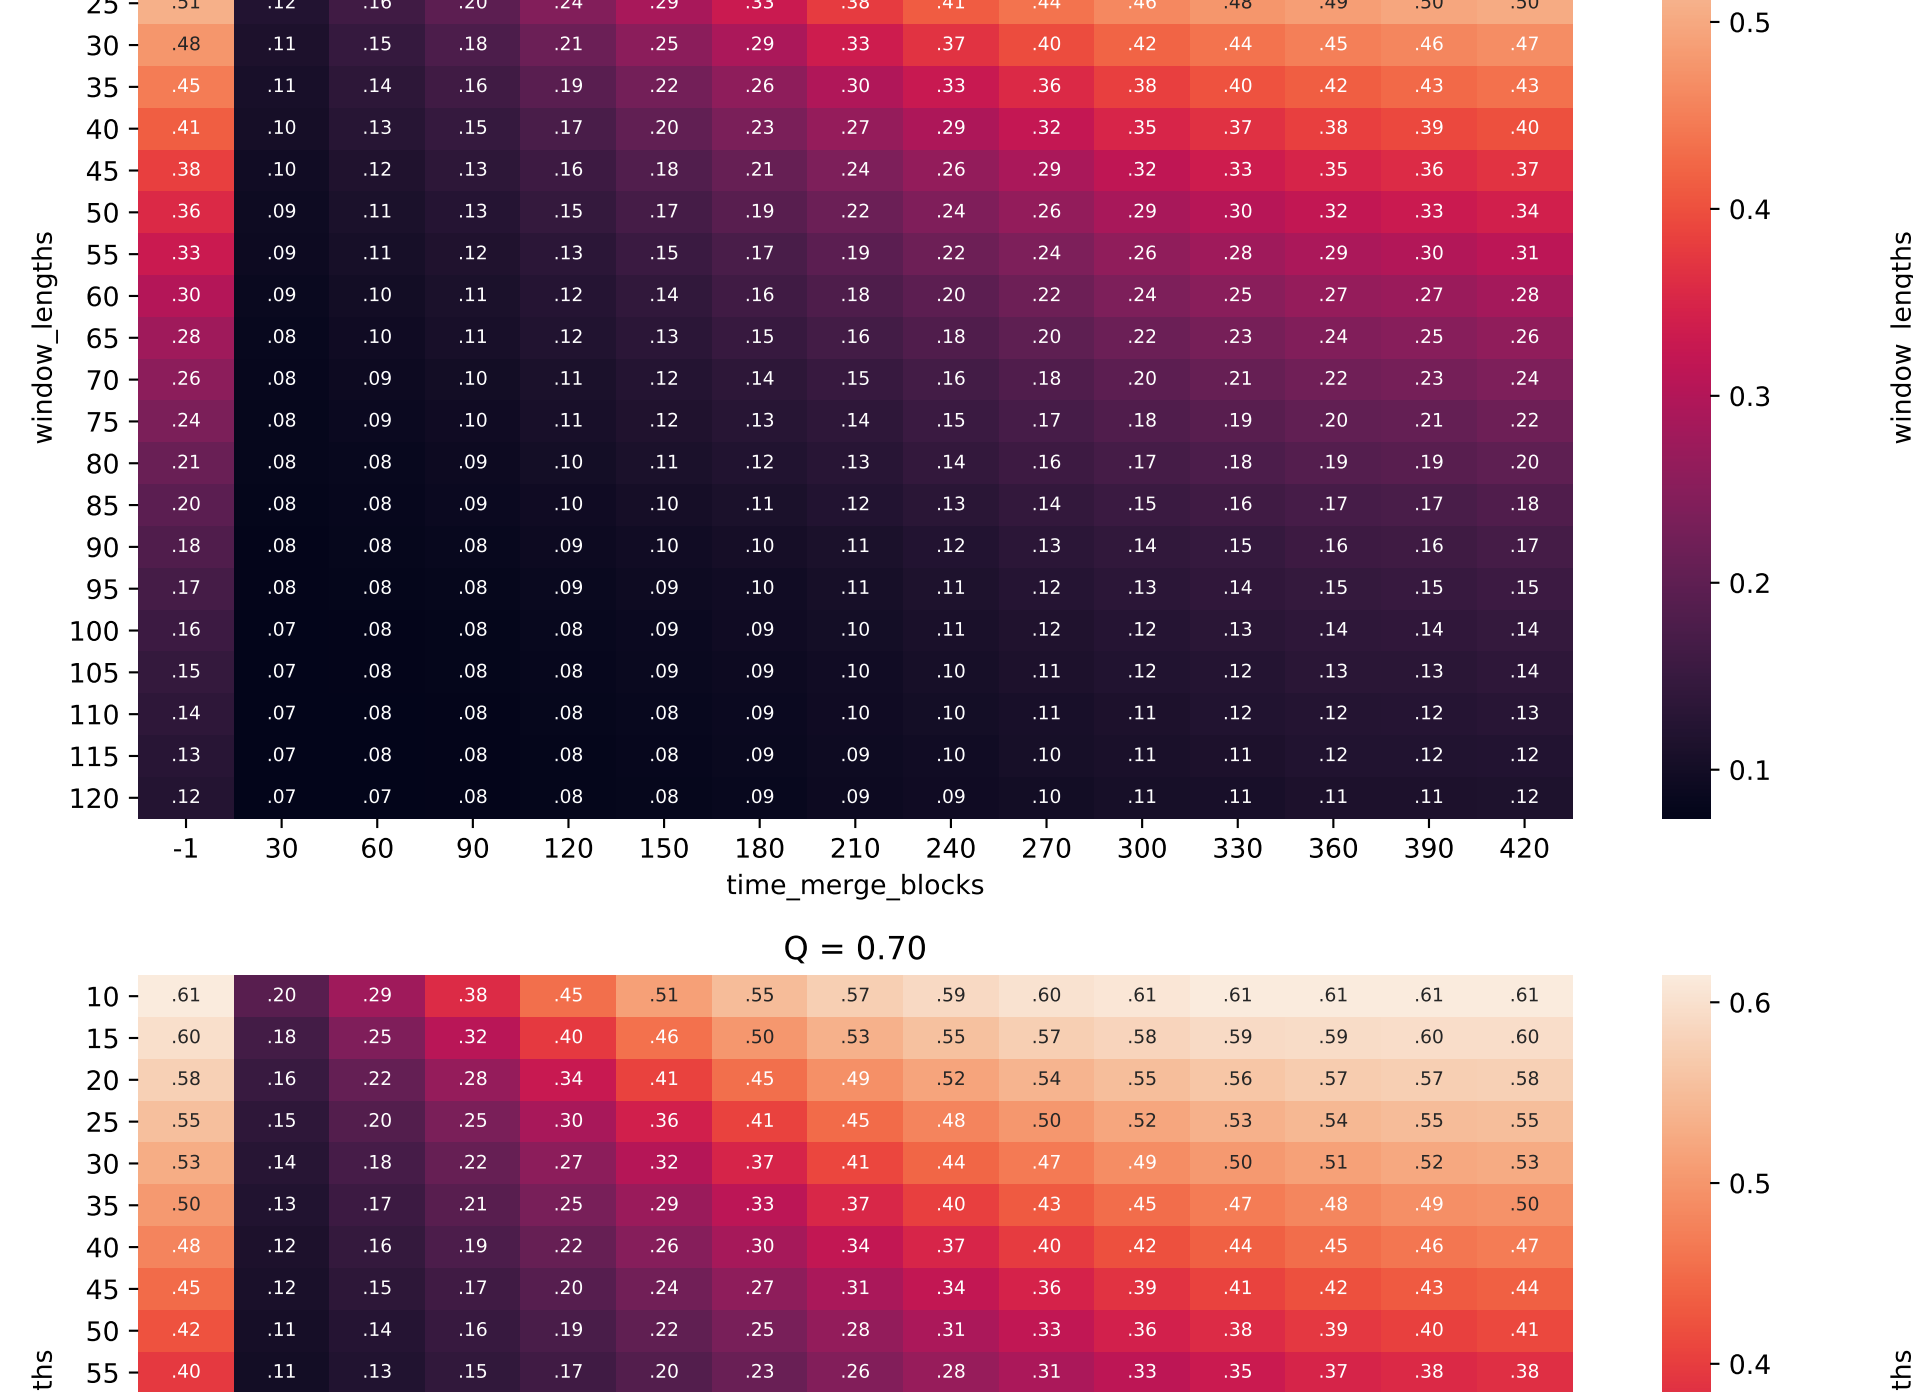 25 .51 .12 .16 .20 .24 .29 .33 .38 .41 .44 .46 .48 .49 .50 .50 0.5
30 .48 .11 .15 .18 .21 .25 .29 .33 .37 .40 .42 .44 .45 .46 .47
35 .45 .11 .14 .16 .19 .22 .26 .30 .33 .36 .38 .40 .42 .43 .43
40 .41 .10 .13 .15 .17 .20 .23 .27 .29 .32 .35 .37 .38 .39 .40
45 .38 .10 .12 .13 .16 .18 .21 .24 .26 .29 .32 .33 .35 .36 .37
50 .36 .09 .11 .13 .15 .17 .19 .22 .24 .26 .29 .30 .32 .33 .34 0.4
55 .33 .09 .11 .12 .13 .15 .17 .19 .22 .24 .26 .28 .29 .30 .31
60 .30 .09 .10 .11 .12 .14 .16 .18 .20 .22 .24 .25 .27 .27 .28
window_lengths
window_lengths
65 .28 .08 .10 .11 .12 .13 .15 .16 .18 .20 .22 .23 .24 .25 .26
70 .26 .08 .09 .10 .11 .12 .14 .15 .16 .18 .20 .21 .22 .23 .24 0.3
75 .24 .08 .09 .10 .11 .12 .13 .14 .15 .17 .18 .19 .20 .21 .22
80 .21 .08 .08 .09 .10 .11 .12 .13 .14 .16 .17 .18 .19 .19 .20
85 .20 .08 .08 .09 .10 .10 .11 .12 .13 .14 .15 .16 .17 .17 .18
90 .18 .08 .08 .08 .09 .10 .10 .11 .12 .13 .14 .15 .16 .16 .17
95 .17 .08 .08 .08 .09 .09 .10 .11 .11 .12 .13 .14 .15 .15 .15 0.2
100 .16 .07 .08 .08 .08 .09 .09 .10 .11 .12 .12 .13 .14 .14 .14
105 .15 .07 .08 .08 .08 .09 .09 .10 .10 .11 .12 .12 .13 .13 .14
110 .14 .07 .08 .08 .08 .08 .09 .10 .10 .11 .11 .12 .12 .12 .13
115 .13 .07 .08 .08 .08 .08 .09 .09 .10 .10 .11 .11 .12 .12 .12 0.1
120 .12 .07 .07 .08 .08 .08 .09 .09 .09 .10 .11 .11 .11 .11 .12
-1 30 60 90 120 150 180 210 240 270 300 330 360 390 420
time_merge_blocks
Q = 0.70
10 .61 .20 .29 .38 .45 .51 .55 .57 .59 .60 .61 .61 .61 .61 .61 0.6
15 .60 .18 .25 .32 .40 .46 .50 .53 .55 .57 .58 .59 .59 .60 .60
20 .58 .16 .22 .28 .34 .41 .45 .49 .52 .54 .55 .56 .57 .57 .58
25 .55 .15 .20 .25 .30 .36 .41 .45 .48 .50 .52 .53 .54 .55 .55
30 .53 .14 .18 .22 .27 .32 .37 .41 .44 .47 .49 .50 .51 .52 .53 0.5
35 .50 .13 .17 .21 .25 .29 .33 .37 .40 .43 .45 .47 .48 .49 .50
40 .48 .12 .16 .19 .22 .26 .30 .34 .37 .40 .42 .44 .45 .46 .47
45 .45 .12 .15 .17 .20 .24 .27 .31 .34 .36 .39 .41 .42 .43 .44
50 .42 .11 .14 .16 .19 .22 .25 .28 .31 .33 .36 .38 .39 .40 .41
55 .40 .11 .13 .15 .17 .20 .23 .26 .28 .31 .33 .35 .37 .38 .38 0.4
ths
ths